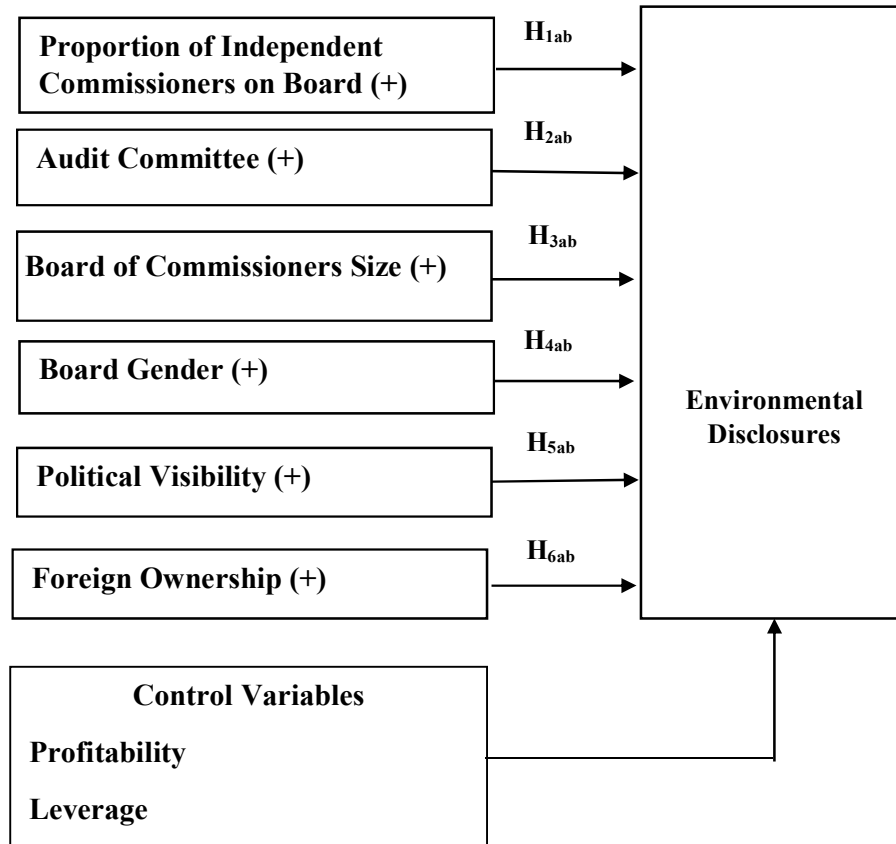 Proportion of Independent
Commissioners on Board (+)
H1ab
Audit Committee (+)
H2ab
Board of Commissioners Size (+)
H3ab
Board Gender (+)
H4ab
Political Visibility (+)
H5ab
Foreign Ownership (+)
H6ab
Environmental
Disclosures
Control Variables
Profitability
Leverage